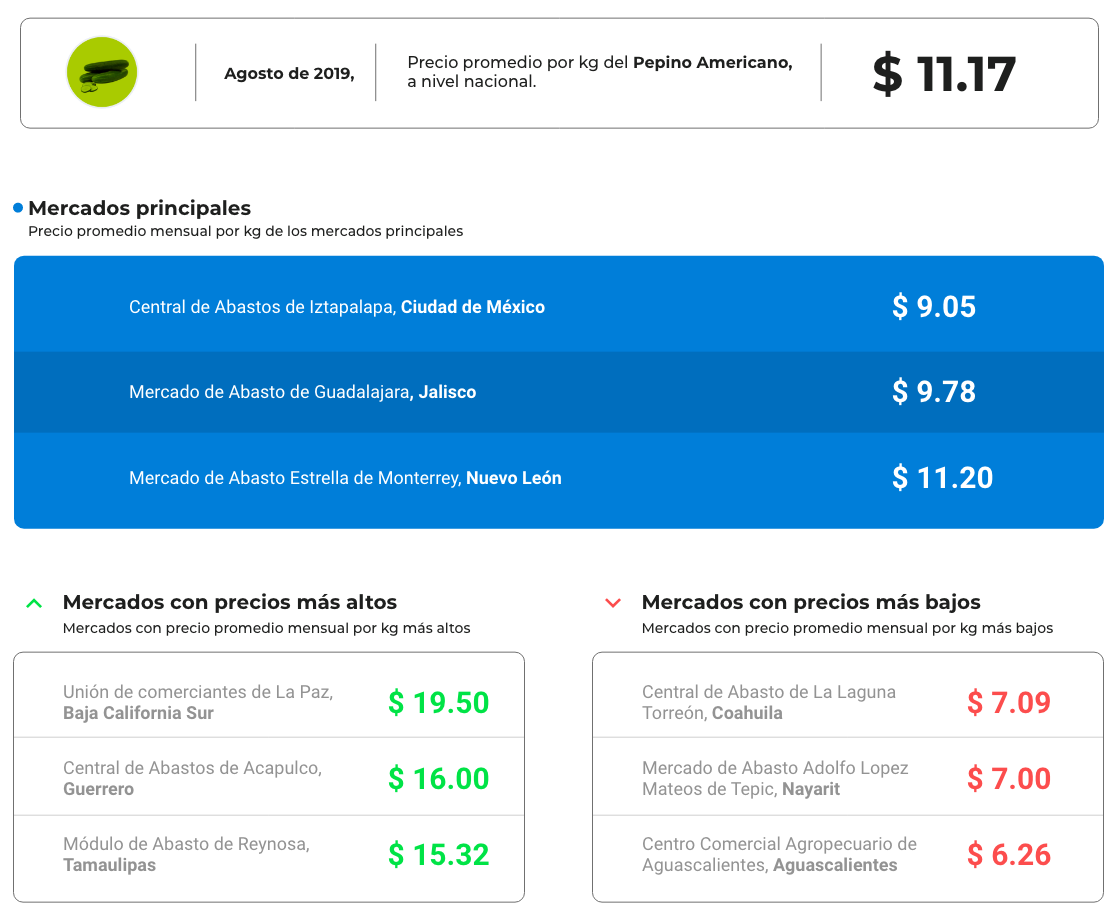 Agosto de 2019,
Precio promedio por kg del Pepino Americano,
a nivel nacional.
$ 11.17
Mercados principales
Precio promedio mensual por kg de los mercados principales
Central de Abastos de Iztapalapa, Ciudad de México
$ 9.05
Mercado de Abasto de Guadalajara, Jalisco
$ 9.78
Mercado de Abasto Estrella de Monterrey, Nuevo León
$ 11.20
Mercados con precios más altos
Mercados con precio promedio mensual por kg más altos
Unión de comerciantes de La Paz,
Baja California Sur
$ 19.50
Central de Abastos de Acapulco,
Guerrero
$ 16.00
Módulo de Abasto de Reynosa,
Tamaulipas
$ 15.32
Mercados con precios más bajos
Mercados con precio promedio mensual por kg más bajos
Central de Abasto de La Laguna
Torreón, Coahuila
$ 7.09
Mercado de Abasto Adolfo Lopez
Mateos de Tepic, Nayarit
$ 7.00
Centro Comercial Agropecuario de
Aguascalientes, Aguascalientes
$ 6.26